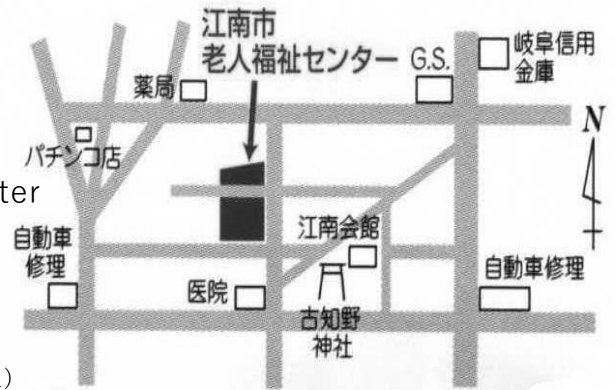 江南市
老人福祉センター
G.S.
岐阜信用
金庫
薬局
N
パチンコ店
ter
自動車
修理
江南会館
医院
古知野
神社
自動車修理
)